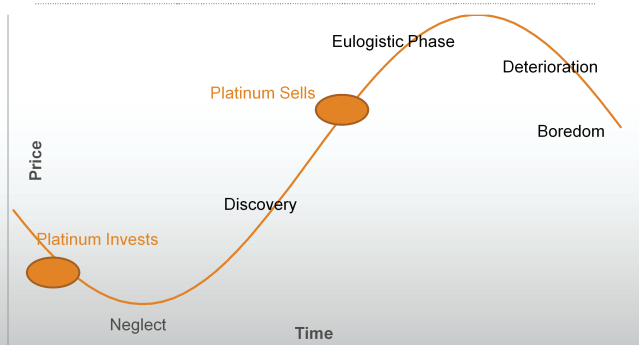 Eulogistic Phase
Deterioration
Platinum Sells
Boredom
Price
Discovery
Platinum Invests
Neglect
Time